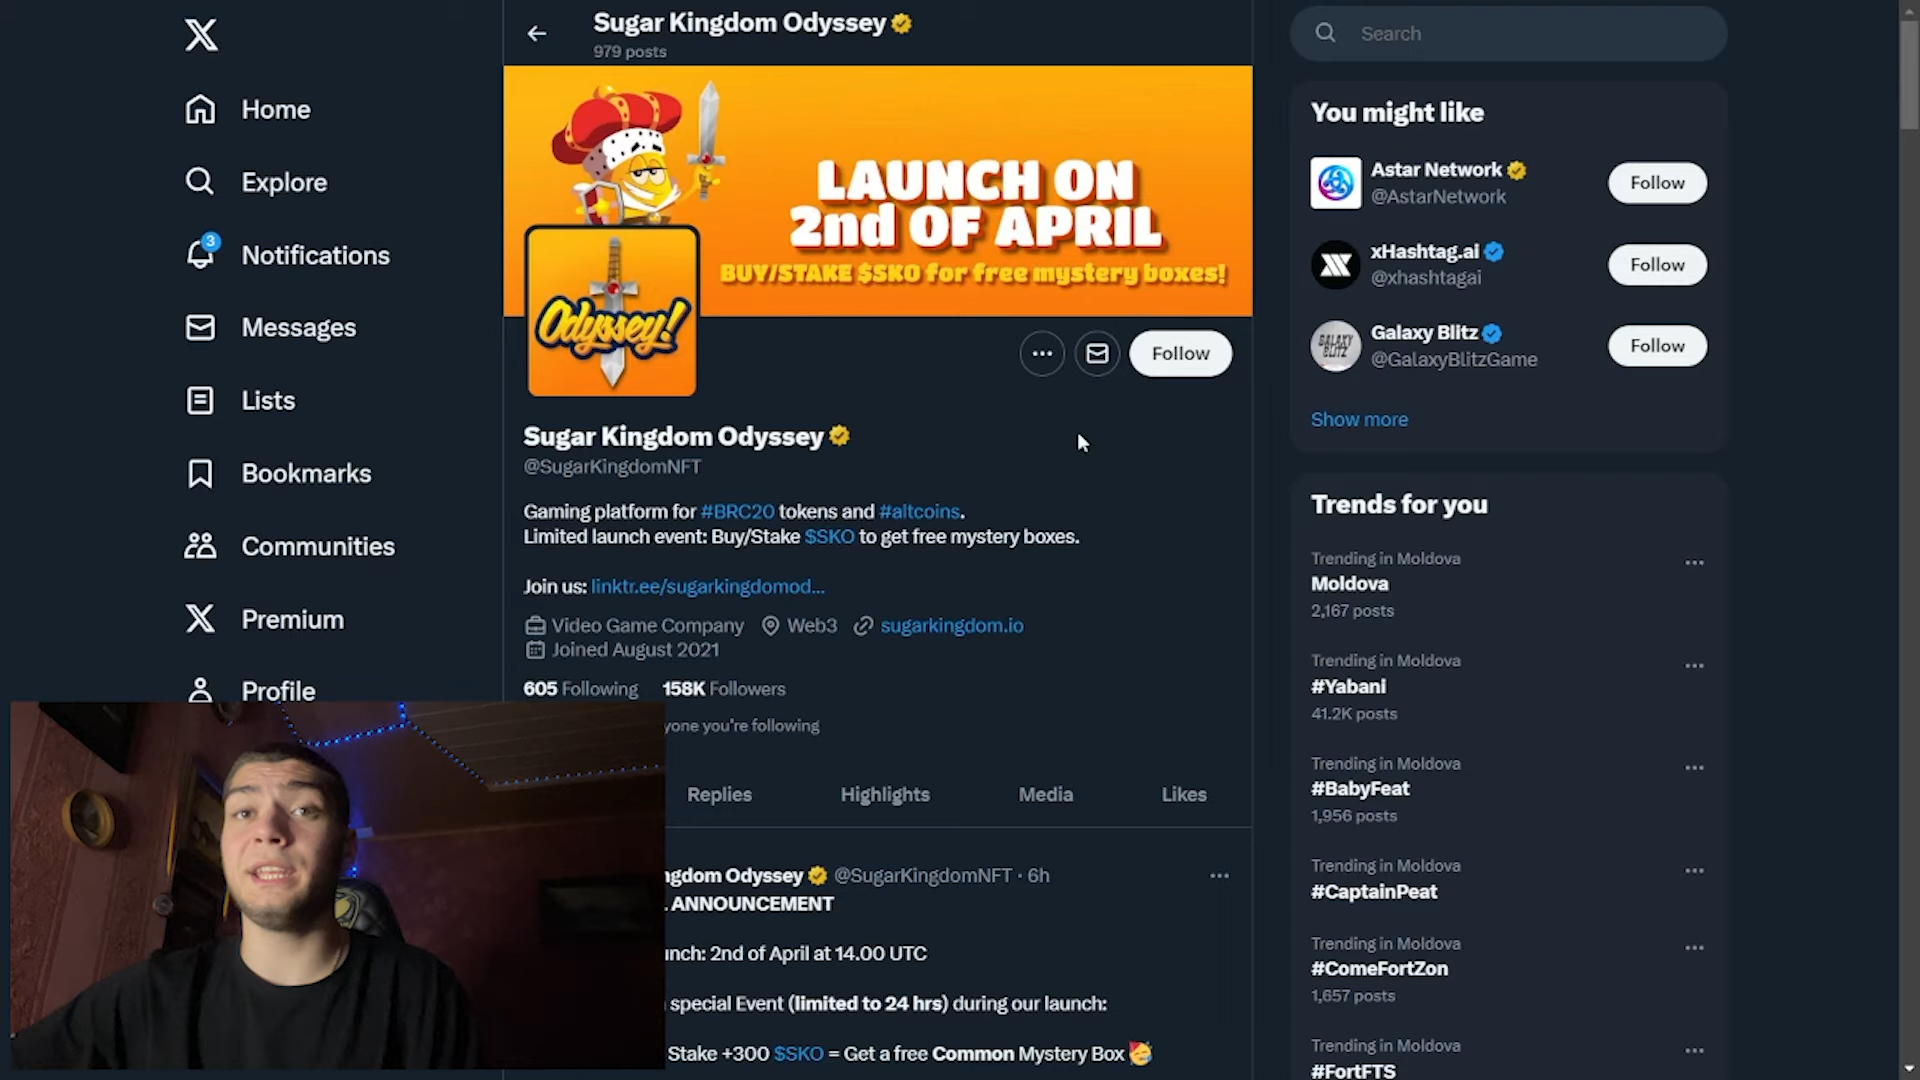 Home
Explore
3
Notifications
Messages
Lists
Bookmarks
Communities
Premium
Profile
Sugar Kingdom Odyssey
979 posts
LAUNCH ON
2nd OF APRIL
BUY/STAKE $SKO for free mystery boxes!
Odyssey!
Follow
Sugar Kingdom Odyssey
@SugarKingdomNFT
Gaming platform for #BRC20 tokens and #altcoins.
Limited launch event: Buy/Stake $SKO to get free mystery boxes.
Join us: linktr.ee/sugarkingdomod...
Video Game Company Web3 sugarkingdom.io
Joined August 2021
605 Following 158K Followers
you're following
Replies Highlights Media Likes
Odyssey @SugarKingdomNFT · 6h
ANNOUNCEMENT
2nd of April at 14.00 UTC
special Event (limited to 24 hrs) during our launch:
Stake +300 $SKO = Get a free Common Mystery Box
Search
You might like
Astar Network
@AstarNetwork
Follow
xHashtag.ai
@xhashtagai
Follow
GALAXY
BLITZ
Galaxy Blitz
@GalaxyBlitzGame
Follow
Show more
Trends for you
Trending in Moldova
Moldova
2,167 posts
Trending in Moldova
#Yabani
41.2K posts
Trending in Moldova
#BabyFeat
1,956 posts
Trending in Moldova
#CaptainPeat
Trending in Moldova
#ComeFortZon
1,657 posts
Trending in Moldova
#FortFTS